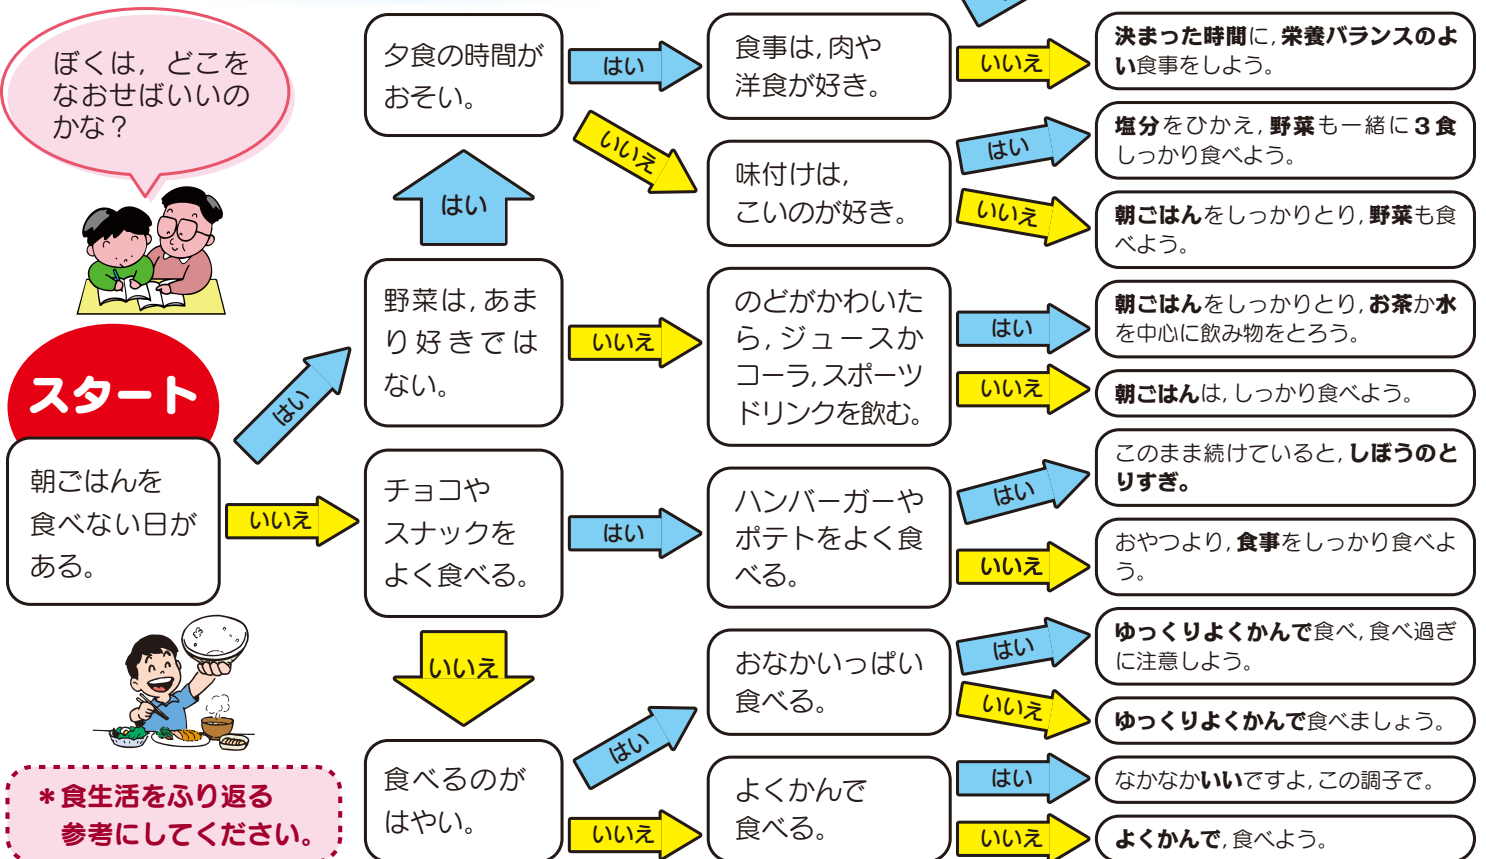 ぼくは，どこを
なおせばいいの
かな？
スタート
朝ごはんを
食べない日が
ある。
はい
いいえ
野菜は，あま
り好きでは
ない。
はい
いいえ
夕食の時間が
おそい。
はい
いいえ
食事は，肉や
洋食が好き。
いいえ
決まった時間に，栄養バランスのよ
い食事をしよう。
味付けは，
こいのが好き。
はい
塩分をひかえ，野菜も一緒に３食
しっかり食べよう。
いいえ
朝ごはんをしっかりとり，野菜も食
べよう。
のどがかわいた
ら，ジュースか
コーラ，スポーツ
ドリンクを飲む。
はい
朝ごはんをしっかりとり，お茶か水
を中心に飲み物をとろう。
いいえ
朝ごはんは，しっかり食べよう。
チョコや
スナックを
よく食べる。
はい
いいえ
ハンバーガーや
ポテトをよく食
べる。
はい
このまま続けていると，しぼうのと
りすぎ。
いいえ
おやつより，食事をしっかり食べよ
う。
食べるのが
はやい。
はい
いいえ
おなかいっぱい
食べる。
はい
ゆっくりよくかんで食べ，食べ過ぎ
に注意しよう。
いいえ
ゆっくりよくかんで食べましょう。
よくかんで
食べる。
はい
なかなかいいですよ，この調子で。
いいえ
よくかんで，食べよう。
＊食生活をふり返る
参考にしてください。